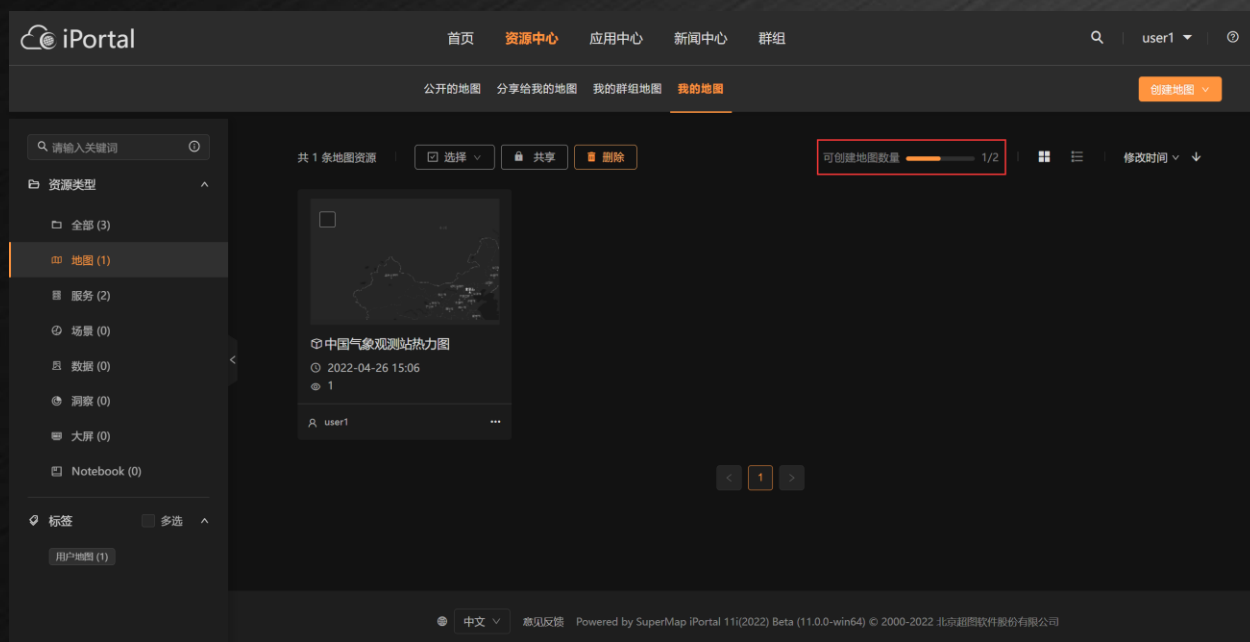 iPortal
首页 资源中心 应用中心 新闻中心 群组
user1
公开的地图 分享给我的地图 我的群组地图 我的地图
创建地图
请输入关键词
共 1 条地图资源
选择
共享
删除
可创建地图数量 1/2
修改时间
资源类型
全部 (3)
地图 (1)
服务 (2)
场景 (0)
数据 (0)
洞察 (0)
大屏 (0)
Notebook (0)
标签 多选
用户地图 (1)
中国气象观测站热力图
2022-04-26 15:06
1
user1
1
中文 意见反馈 Powered by SuperMap iPortal 11i(2022) Beta (11.0.0-win64) © 2000-2022 北京超图软件股份有限公司